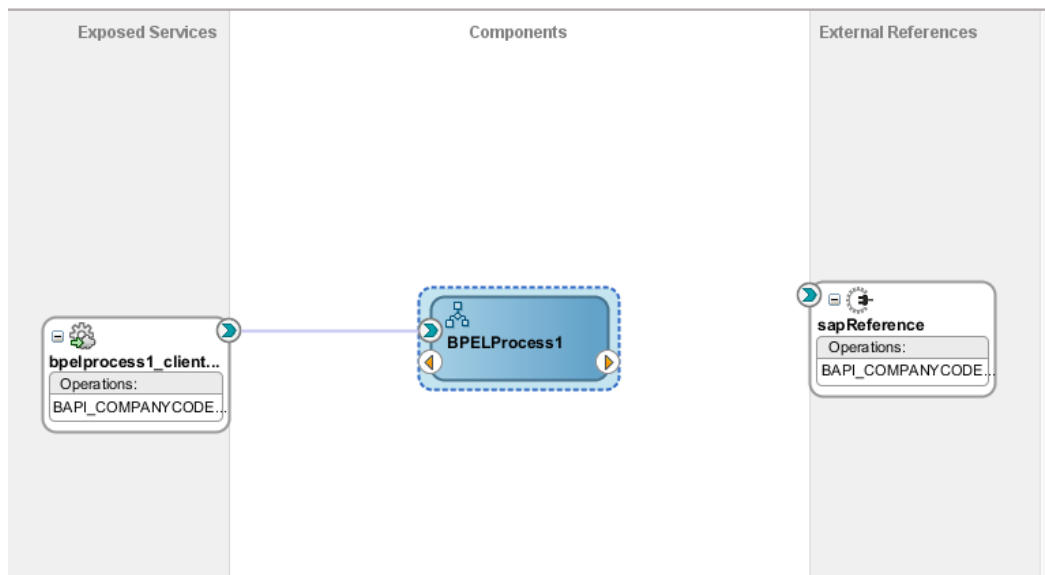 Exposed Services
Components
External References
bpelprocess1_client...
Operations:
BAPI_COMPANYCODE...
BPELProcess1
sapReference
Operations:
BAPI_COMPANYCODE...